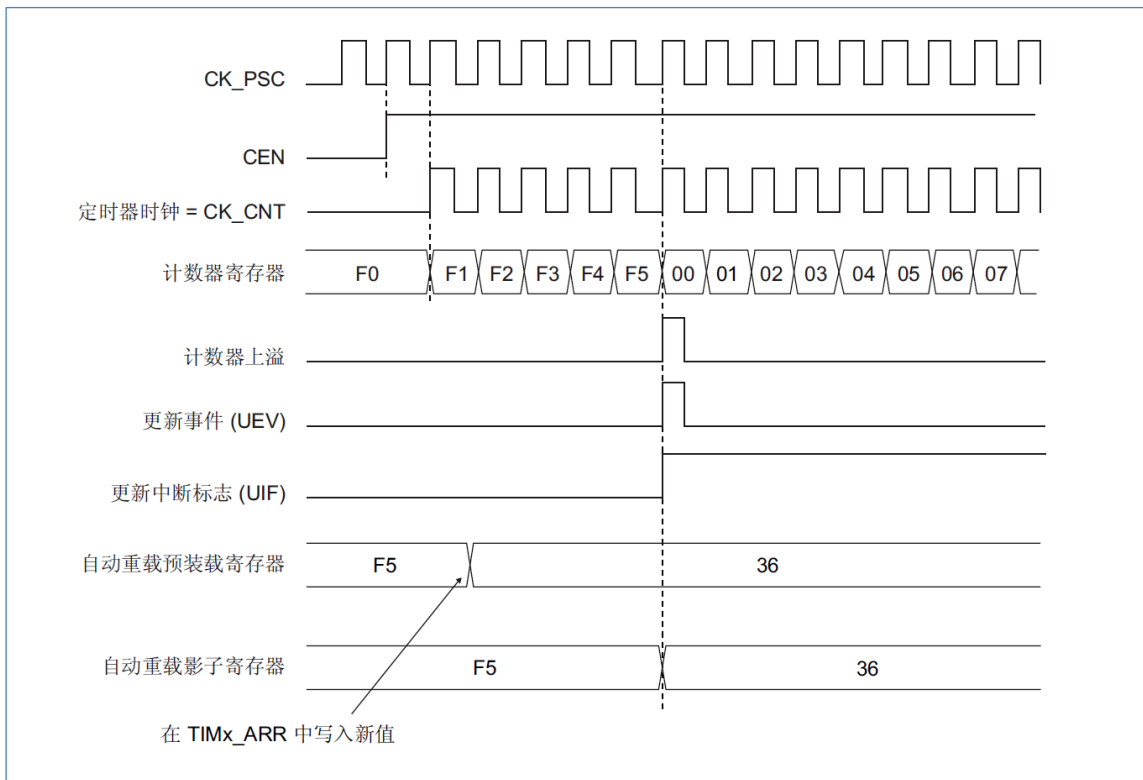 CK_PSC
CEN
定时器时钟 = CK_CNT
计数器寄存器 F0 F1 F2 F3 F4 F5 00 01 02 03 04 05 06 07
计数器上溢
更新事件 (UEV)
更新中断标志 (UIF)
自动重载预装载寄存器 F5 36
自动重载影子寄存器 F5 36
在 TIMx_ARR 中写入新值